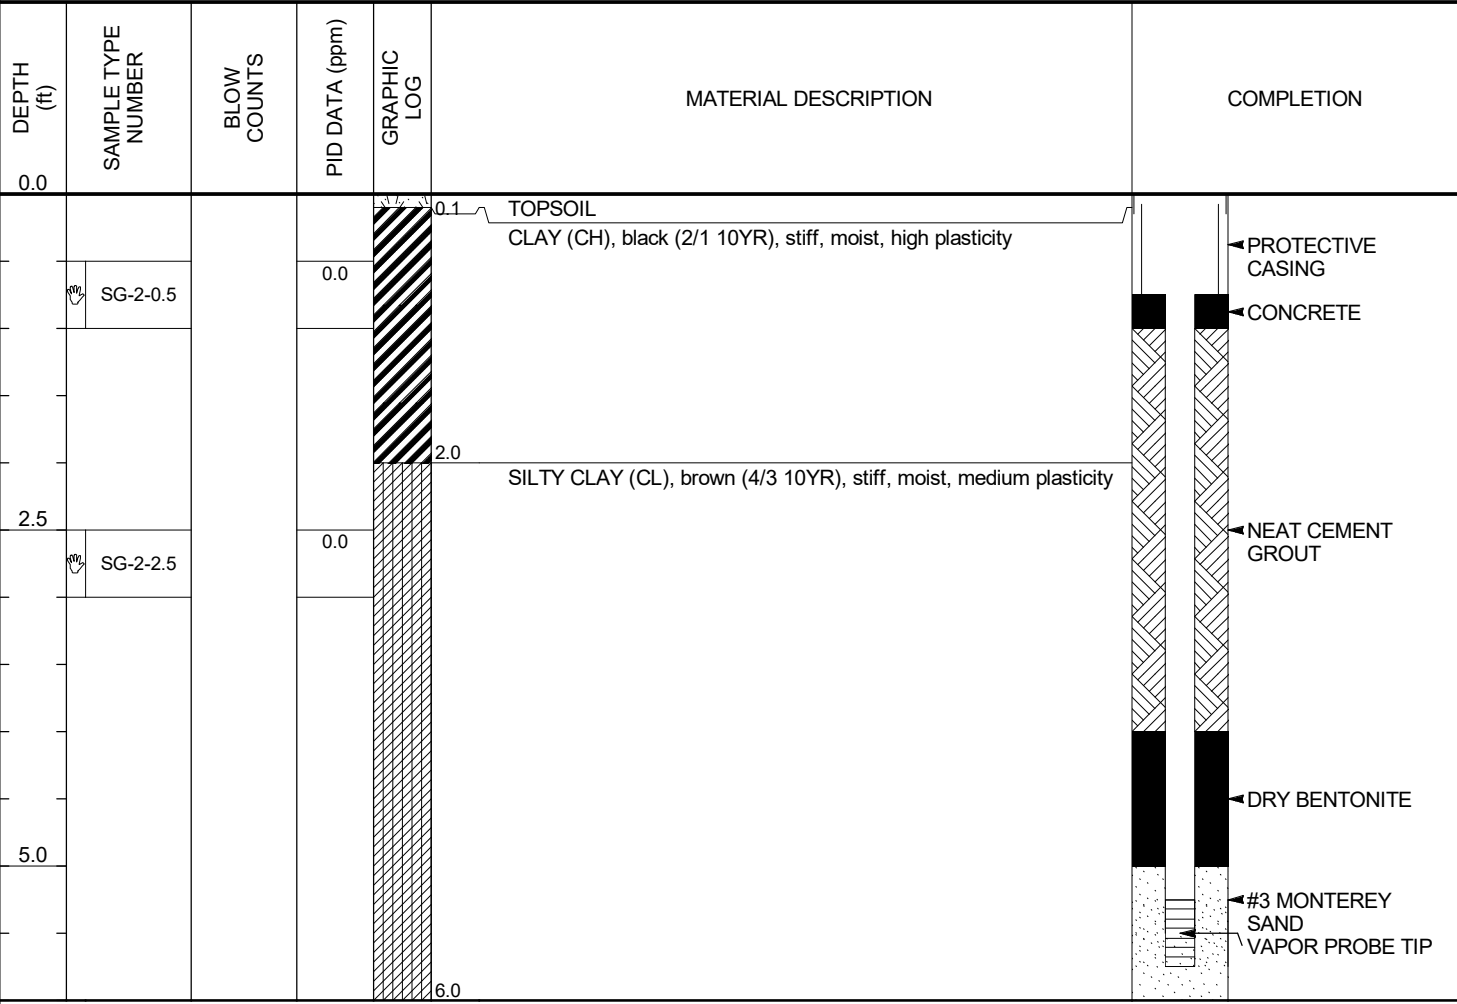 DEPTH
(ft)
SAMPLE TYPE
NUMBER
BLOW
COUNTS
PID DATA (ppm)
GRAPHIC
LOG
MATERIAL DESCRIPTION
COMPLETION
0.0
0.1
TOPSOIL
CLAY (CH), black (2/1 10YR), stiff, moist, high plasticity
PROTECTIVE
CASING
0.0
SG-2-0.5
CONCRETE
2.0
SILTY CLAY (CL), brown (4/3 10YR), stiff, moist, medium plasticity
2.5
NEAT CEMENT
GROUT
0.0
SG-2-2.5
DRY BENTONITE
5.0
#3 MONTEREY
SAND
VAPOR PROBE TIP
6.0